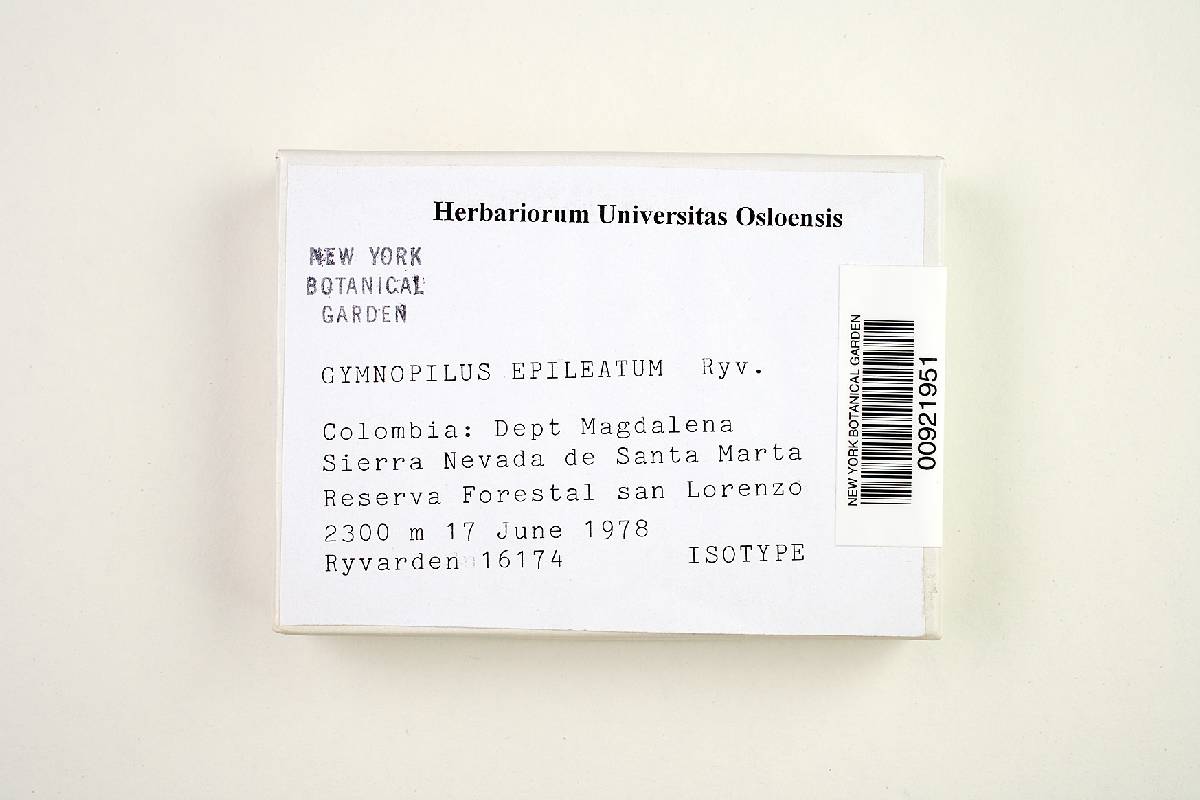 Herbariorum Universitas Osloensis
NEW YORK
BOTANICAL
GARDEN
GYMNOPILUS EPILEATUM Ryv.
Colombia: Dept Magdalena
Sierra Nevada de Santa Marta
Reserva Forestal san Lorenzo
2300 m 17 June 1978
Ryvarden 16174 ISOTYPE
NEW YORK BOTANICAL GARDEN
00921951